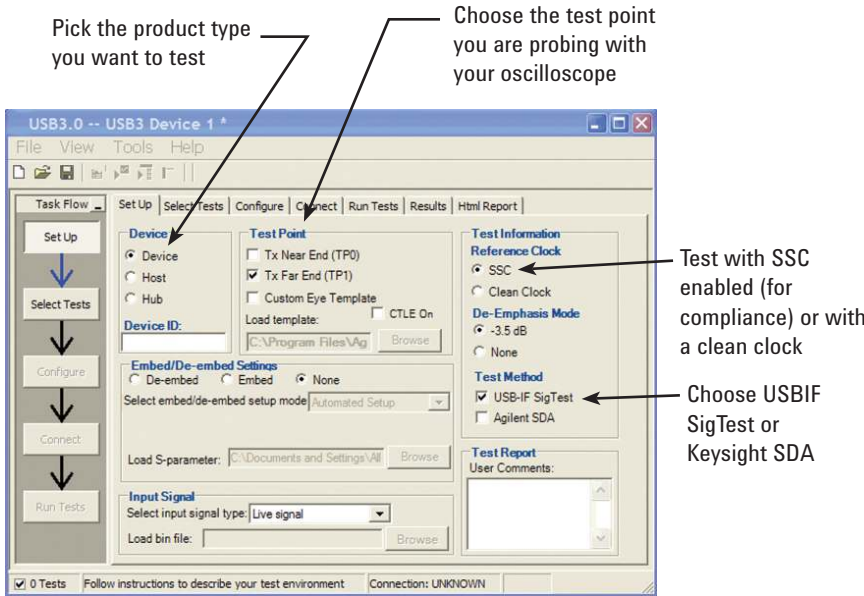 Pick the product type
you want to test
Choose the test point
you are probing with
your oscilloscope
USB3.0 -- USB3 Device 1 *
File View Tools Help
Task Flow
Set Up
Select Tests
Configure
Connect
Run Tests
Set Up Select Tests Configure Connect Run Tests Results Html Report
Device
Device
Host
Hub
Device ID:
Test Point
Tx Near End (TP0)
Tx Far End (TP1)
Custom Eye Template
CTLE On
Load template:
C:\Program Files\Ag Browse
Embed/De-embed Settings
De-embed Embed None
Select embed/de-embed setup mode Automated Setup
Load S-parameter: C:\Documents and Settings\All Browse
Input Signal
Select input signal type: Live signal
Load bin file: Browse
Test Information
Reference Clock
SSC
Clean Clock
De-Emphasis Mode
-3.5 dB
None
Test Method
USB-IF SigTest
Agilent SDA
Test Report
User Comments:
0 Tests Follow instructions to describe your test environment Connection: UNKNOWN
Test with SSC
enabled (for
compliance) or with
a clean clock
Choose USBIF
SigTest or
Keysight SDA